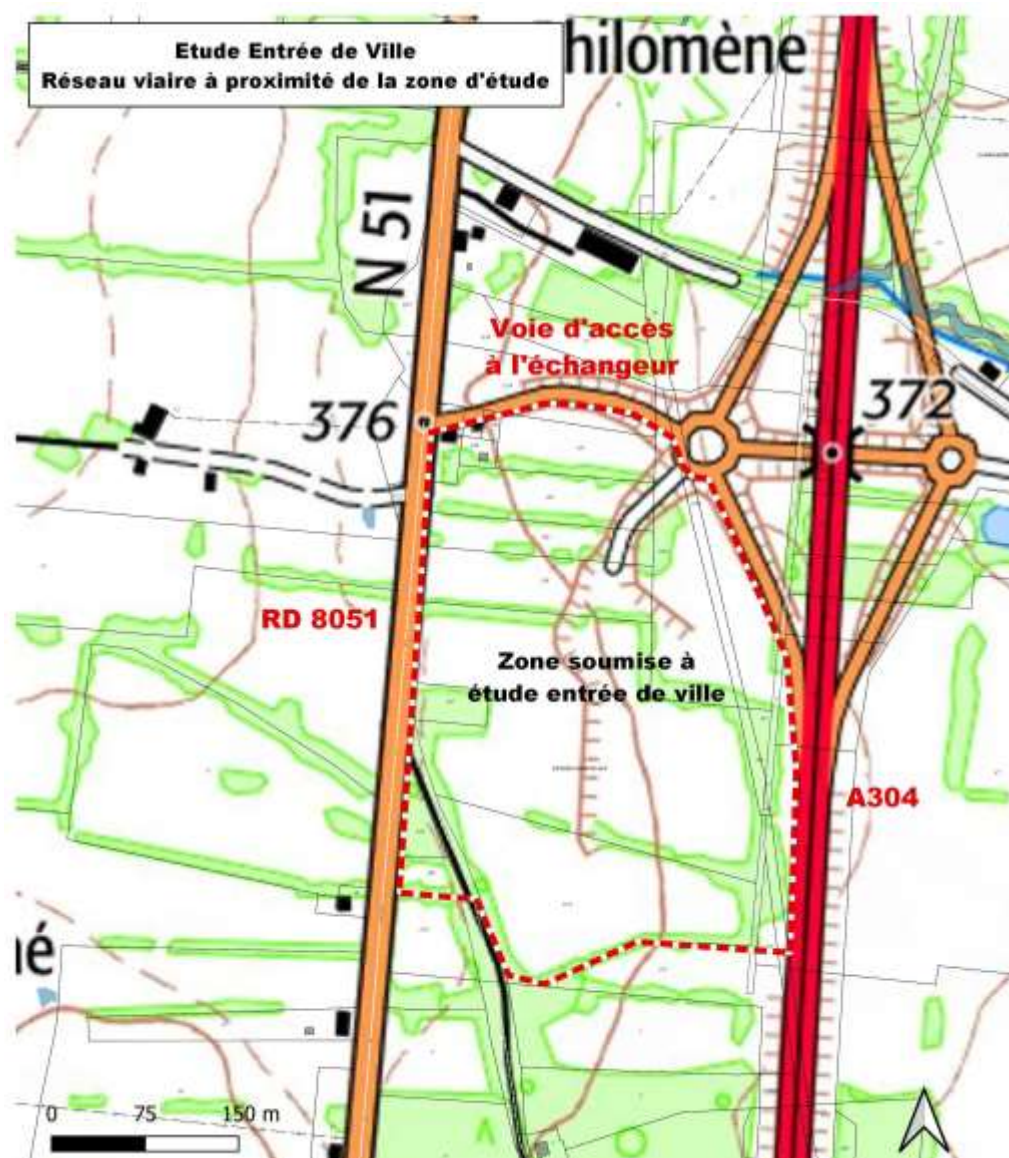 Etude Entrée de Ville
Réseau viaire à proximité de la zone d'étude
hilomène
N 51
Voie d'accès
à l'échangeur
376
372
RD 8051
Zone soumise à
étude entrée de ville
A304
é
0 75 150 m